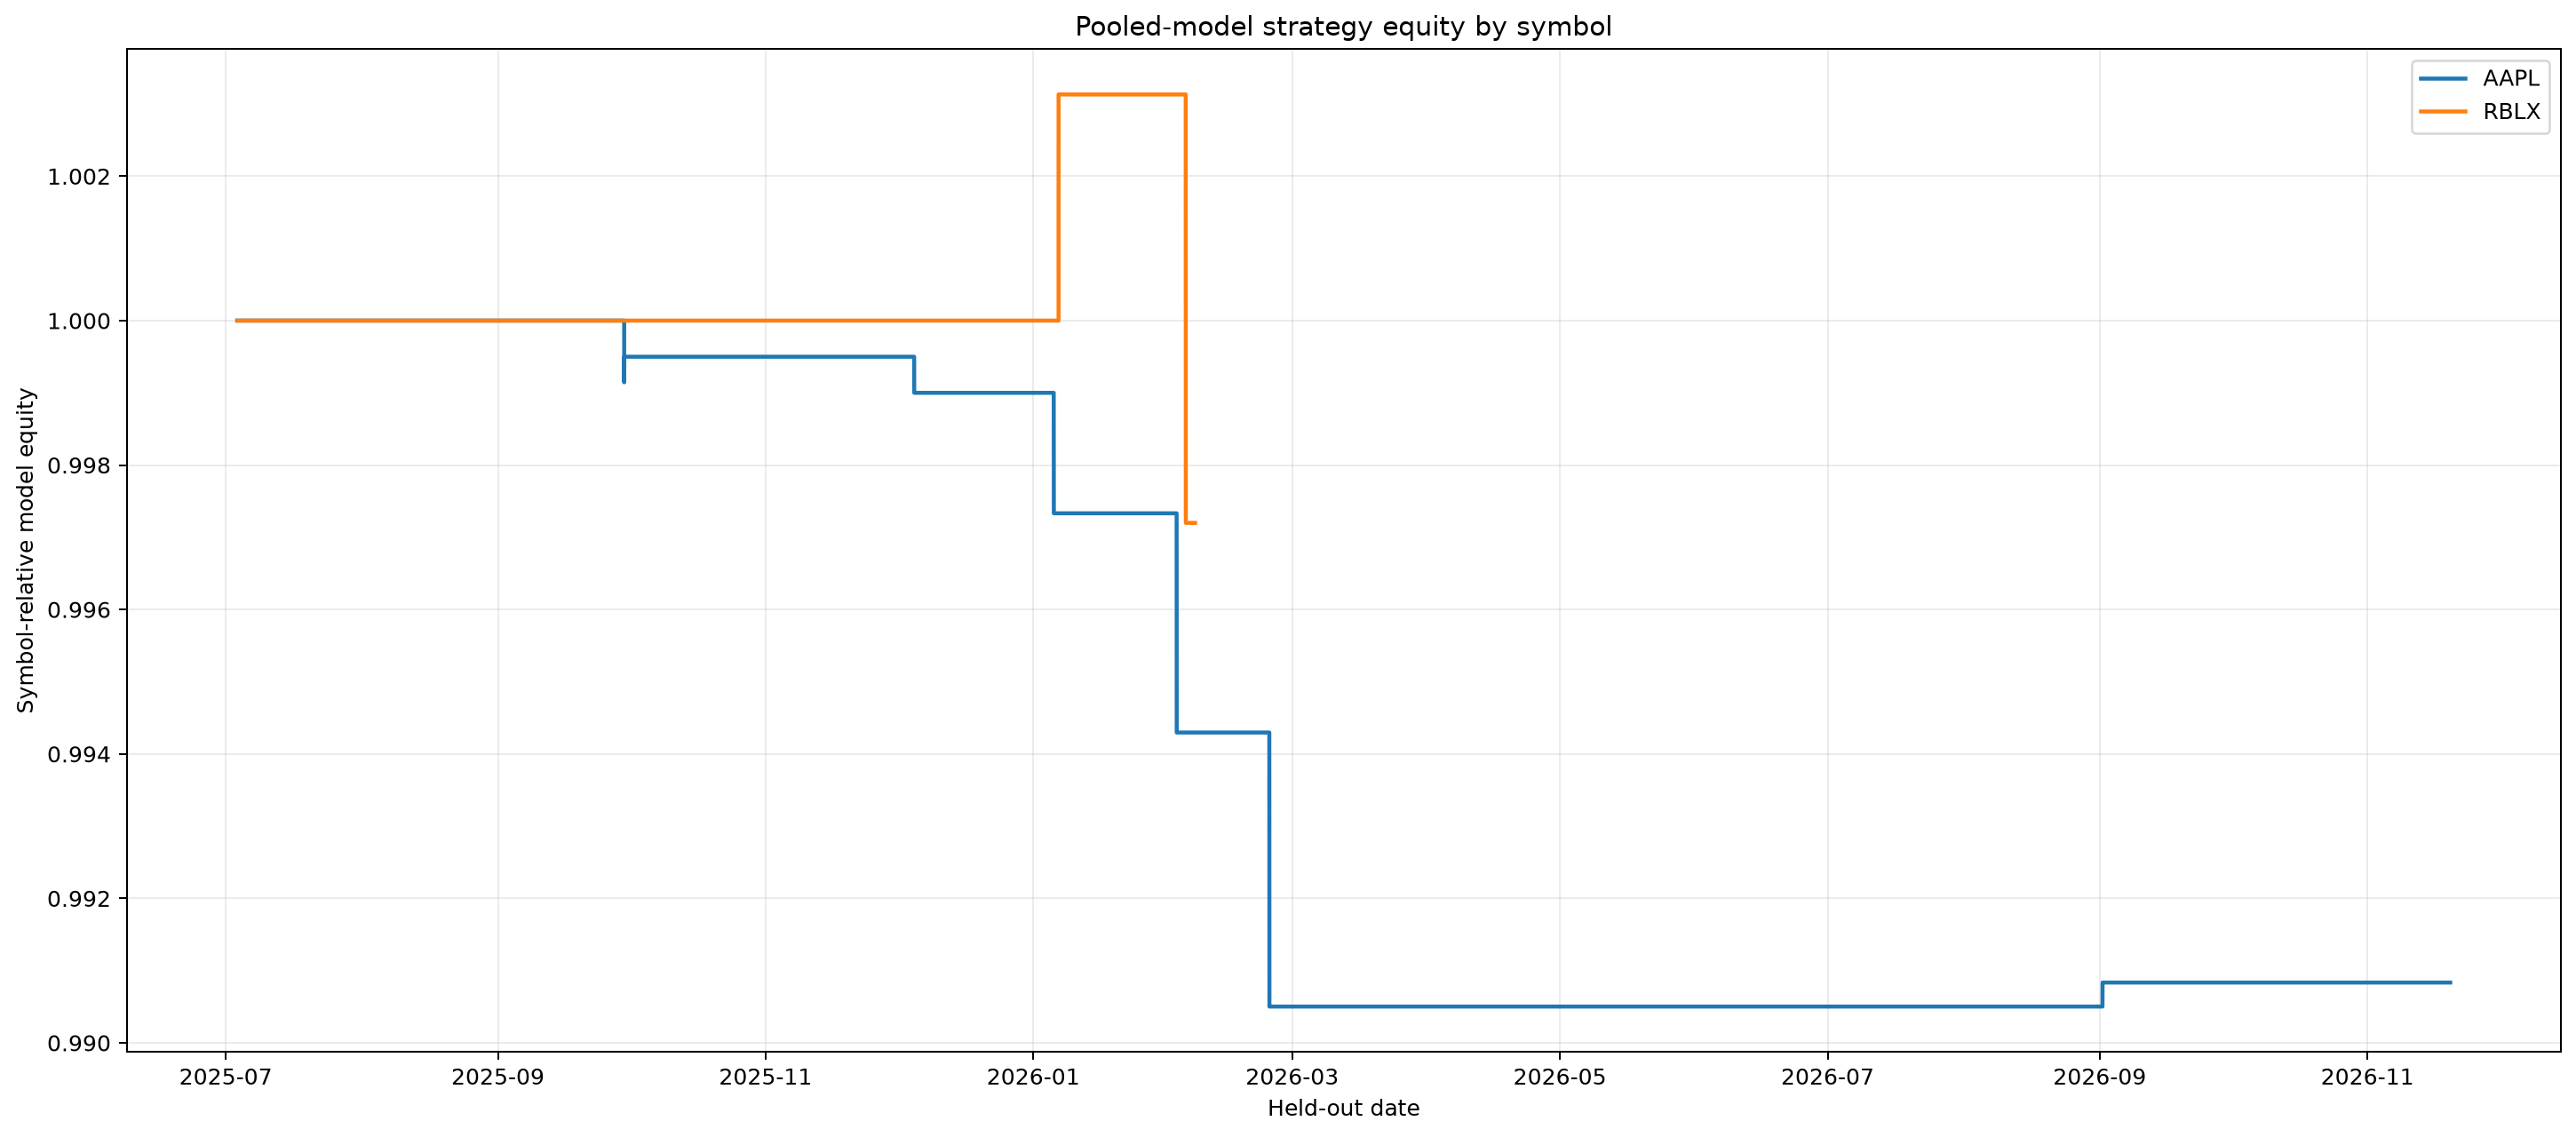 Pooled-model strategy equity by symbol
AAPL
RBLX
Symbol-relative model equity
1.002
1.000
0.998
0.996
0.994
0.992
0.990
2025-07 2025-09 2025-11 2026-01 2026-03 2026-05 2026-07 2026-09 2026-11
Held-out date